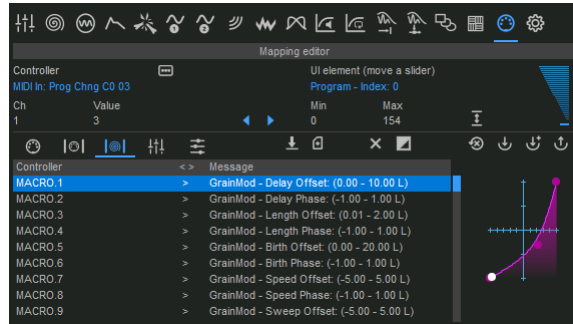 Mapping editor
Controller UI element (move a slider)
MIDI In: Prog Chng C0 03 Program - Index: 0
Ch Value Min Max
1 3 0 154
Controller < > Message
MACRO.1 > GrainMod - Delay Offset: (0.00 - 10.00 L)
MACRO.2 > GrainMod - Delay Phase: (-1.00 - 1.00 L)
MACRO.3 > GrainMod - Length Offset: (0.01 - 2.00 L)
MACRO.4 > GrainMod - Length Phase: (-1.00 - 1.00 L)
MACRO.5 > GrainMod - Birth Offset: (0.00 - 20.00 L)
MACRO.6 > GrainMod - Birth Phase: (-1.00 - 1.00 L)
MACRO.7 > GrainMod - Speed Offset: (-5.00 - 5.00 L)
MACRO.8 > GrainMod - Speed Phase: (-1.00 - 1.00 L)
MACRO.9 > GrainMod - Sweep Offset: (-5.00 - 5.00 L)